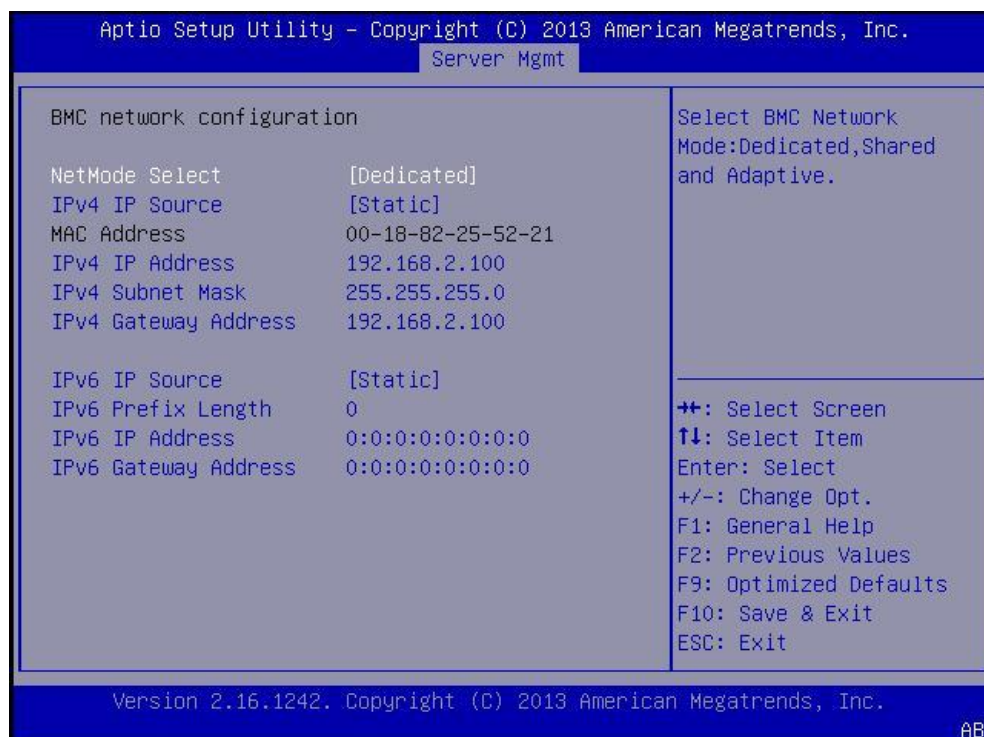 Aptio Setup Utility – Copyright (C) 2013 American Megatrends, Inc.
Server Mgmt
BMC network configuration
NetMode Select [Dedicated]
IPv4 IP Source [Static]
MAC Address 00-18-82-25-52-21
IPv4 IP Address 192.168.2.100
IPv4 Subnet Mask 255.255.255.0
IPv4 Gateway Address 192.168.2.100
IPv6 IP Source [Static]
IPv6 Prefix Length 0
IPv6 IP Address 0:0:0:0:0:0:0:0
IPv6 Gateway Address 0:0:0:0:0:0:0:0
Select BMC Network
Mode:Dedicated,Shared
and Adaptive.
→←: Select Screen
↑↓: Select Item
Enter: Select
+/-: Change Opt.
F1: General Help
F2: Previous Values
F9: Optimized Defaults
F10: Save & Exit
ESC: Exit
Version 2.16.1242. Copyright (C) 2013 American Megatrends, Inc.
AB